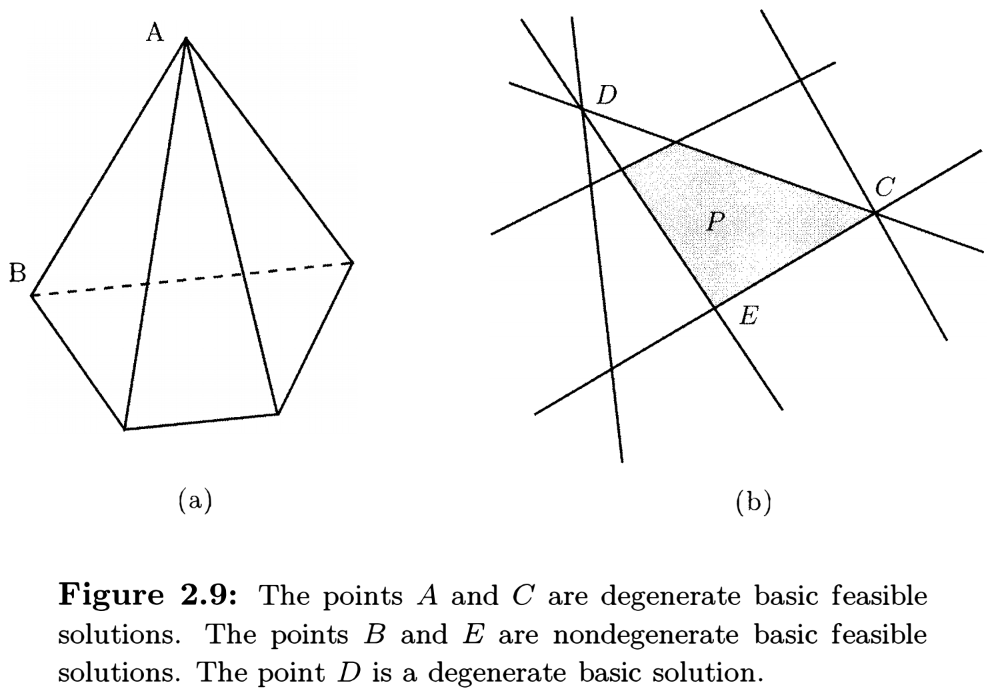 A
B
D
C
P
E
(a)
(b)
Figure 2.9: The points A and C are degenerate basic feasible
solutions. The points B and E are nondegenerate basic feasible
solutions. The point D is a degenerate basic solution.